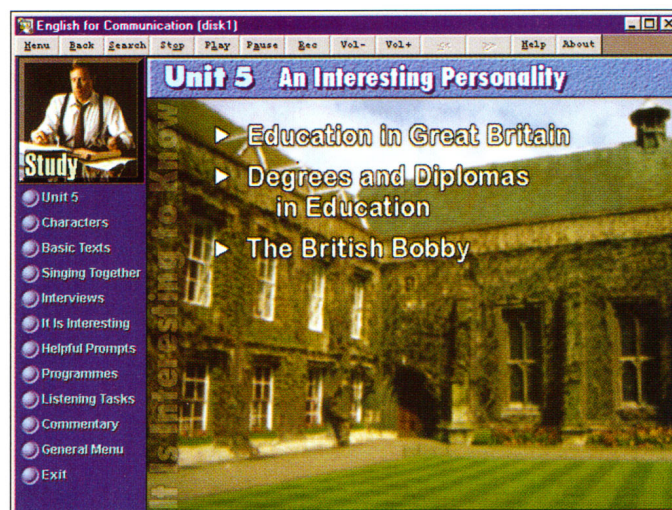 English for Communication (disk1)
Menu Back Search Stop Play Pause Rec Vol- Vol+ << >> Help About
Unit 5 An Interesting Personality
Study
Unit 5
Characters
Basic Texts
Singing Together
Interviews
It Is Interesting
Helpful Prompts
Programmes
Listening Tasks
Commentary
General Menu
Exit
It Is Interesting to Know
Education in Great Britain
Degrees and Diplomas
in Education
The British Bobby